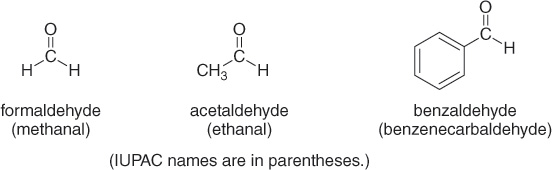 O O O
C C C
H H CH3 H H
formaldehyde acetaldehyde benzaldehyde
(methanal) (ethanal) (benzenecarbaldehyde)
(IUPAC names are in parentheses.)